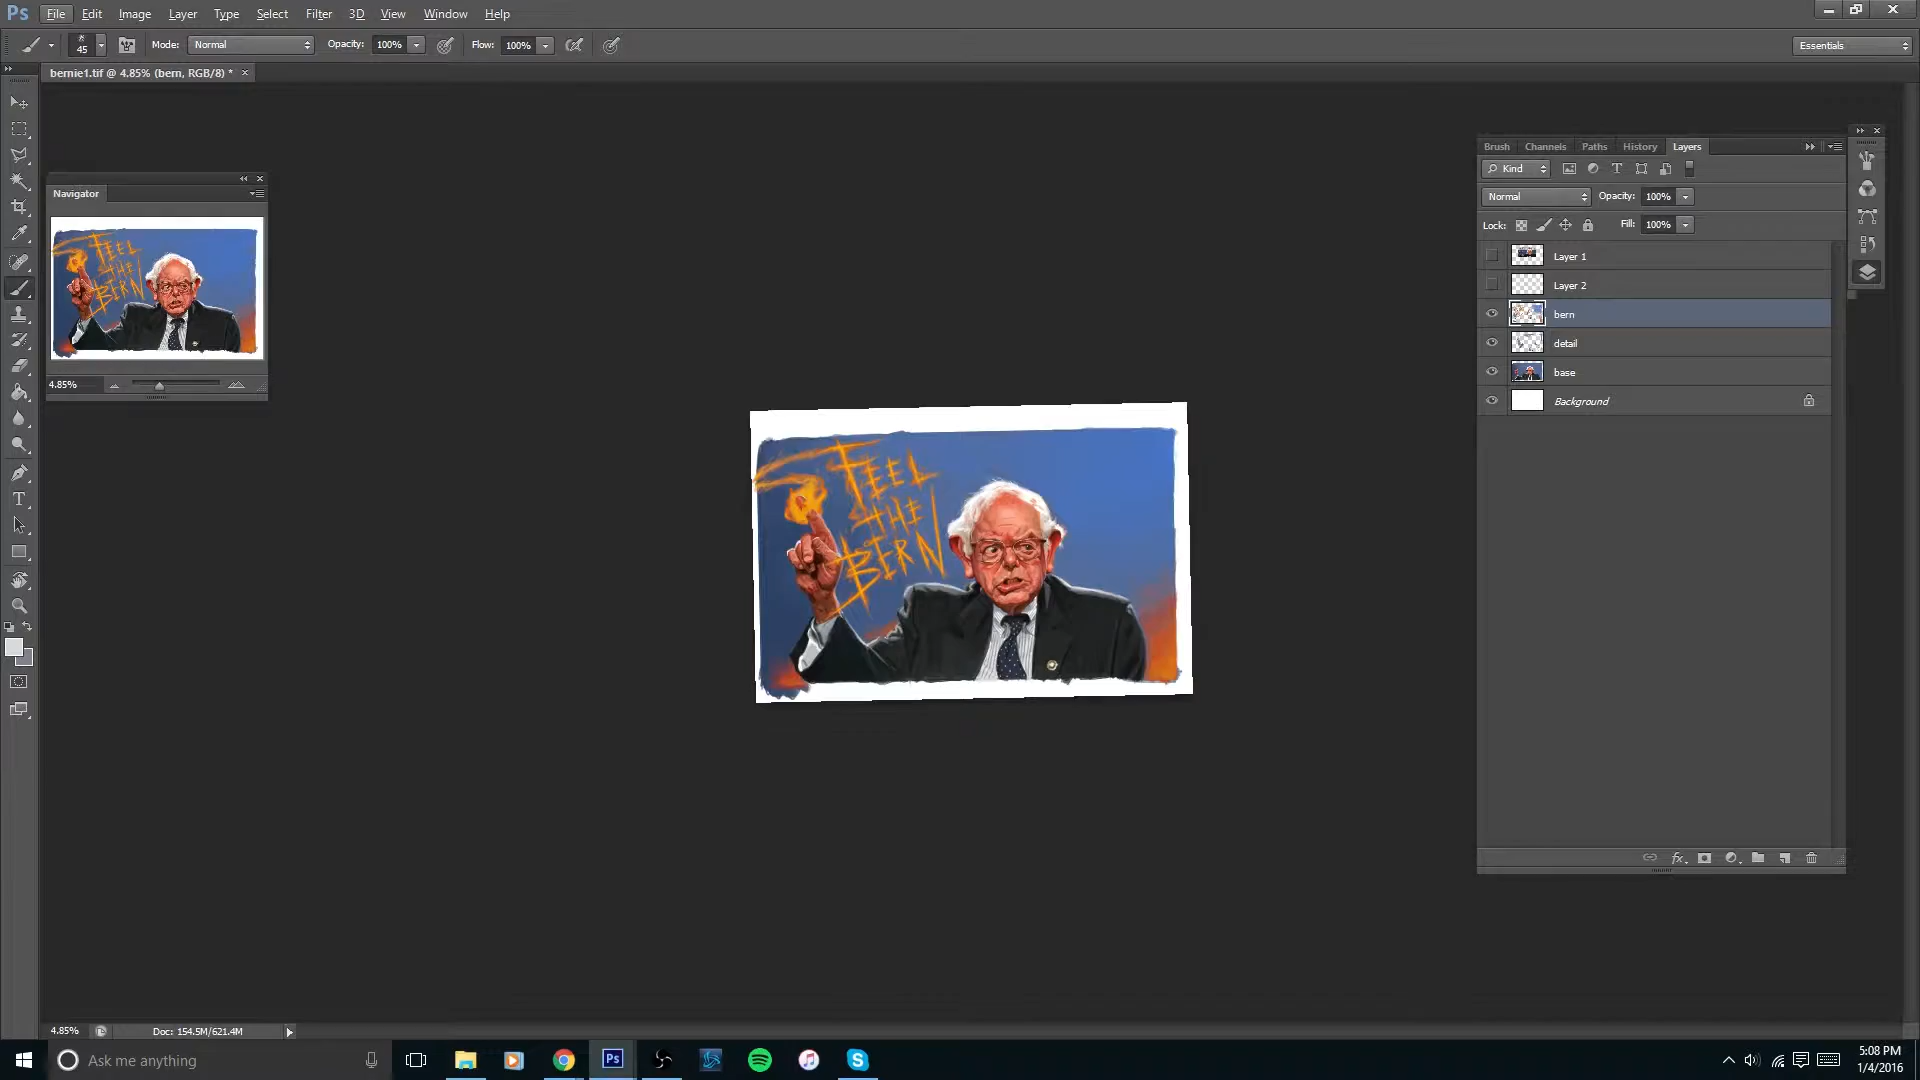 Ps File Edit Image Layer Type Select Filter 3D View Window Help
45 Mode: Normal Opacity: 100% Flow: 100% Essentials
bernie1.tif @ 4.85% (bern, RGB/8) *
Navigator
4.85%
FEEL
THE
BERN
Brush Channels Paths History Layers
Kind
Normal Opacity: 100%
Lock: Fill: 100%
Layer 1
Layer 2
bern
detail
base
Background
fx
4.85% Doc: 154.5M/621.4M
Ask me anything
Ps
5:08 PM
1/4/2016